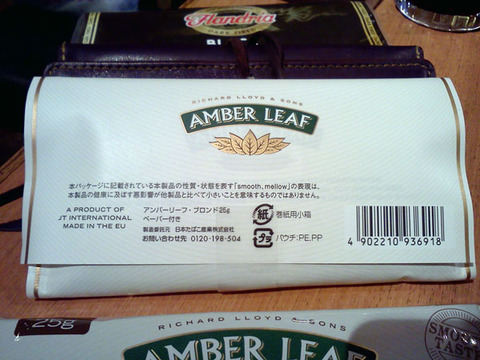 Flandria
RICHARD LLOYD & SONS
AMBER LEAF
本パッケージに記載されている本製品の性質・状態を表す「smooth, mellow」の表現は、
本製品の健康に及ぼす悪影響が他製品と比べて小さいことを意味するものではありません。
A PRODUCT OF
JT INTERNATIONAL
MADE IN THE EU
アンバーリーフ・ブロンド25g
ペーパー付き
製造委託元 日本たばこ産業株式会社
お問い合わせ先 0120-198-504
紙 巻紙用小箱
プラ パウチ:PE,PP
4 902210 936918
25g
RICHARD LLOYD & SONS
AMBER LEAF
SMOOTH
TASTE